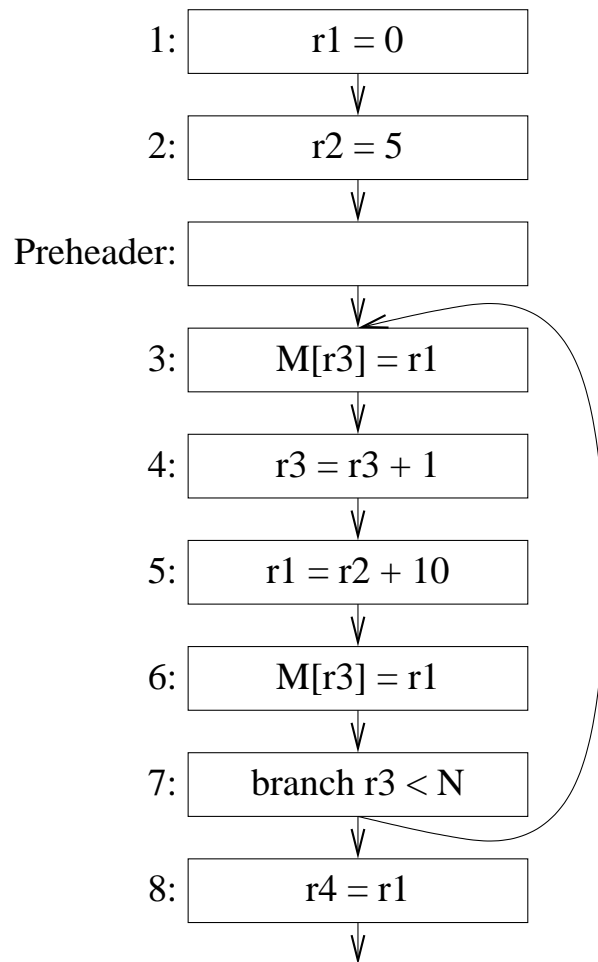 1: r1 = 0
2: r2 = 5
Preheader:
3: M[r3] = r1
4: r3 = r3 + 1
5: r1 = r2 + 10
6: M[r3] = r1
7: branch r3 < N
8: r4 = r1